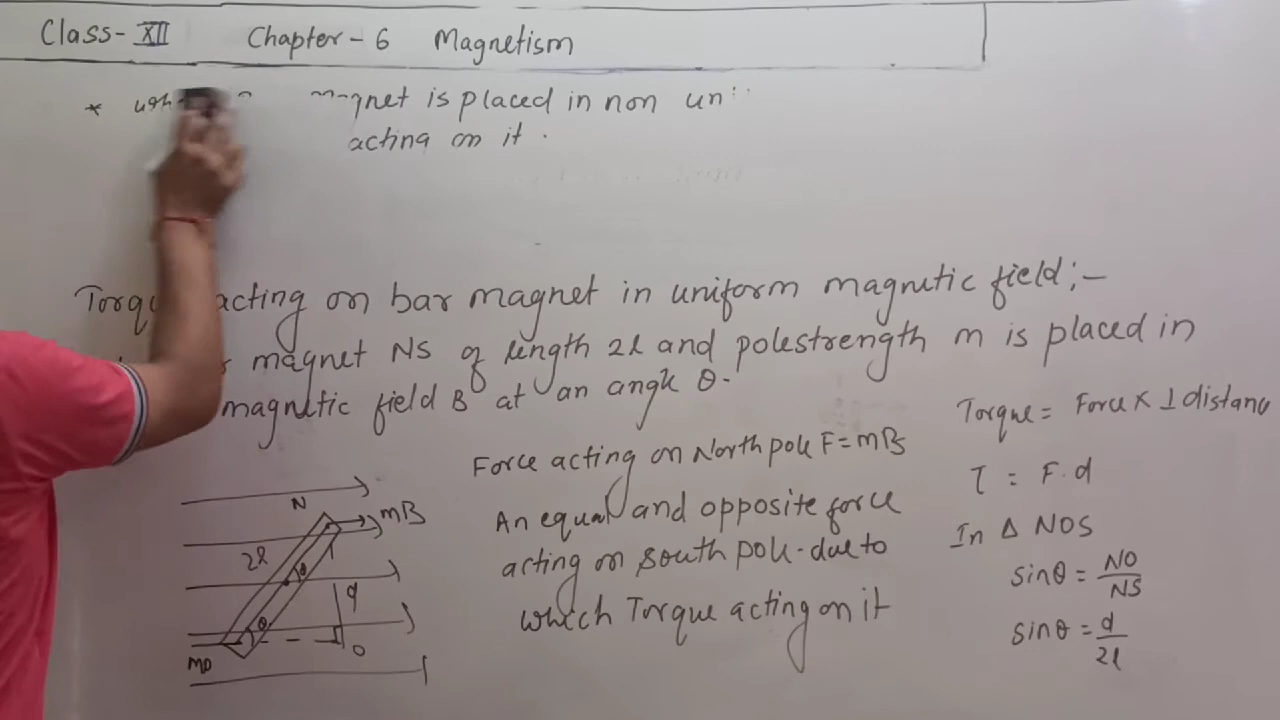 Class-XII Chapter-6 Magnetism
* magnet is placed in non
acting on it.
acting on bar magnet in uniform magnetic field;-
magnet NS of length 2l and polestrength m is placed in
magnetic field B at an angle θ.
Force acting on North pole F=mB
An equal and opposite force
acting on south pole-due to
which Torque acting on it
Torque = Force x ⊥ distanc
τ = F.d
In Δ NOS
sinθ = NO/NS
sinθ = d/2l
N
mB
2l
θ
d
θ
O